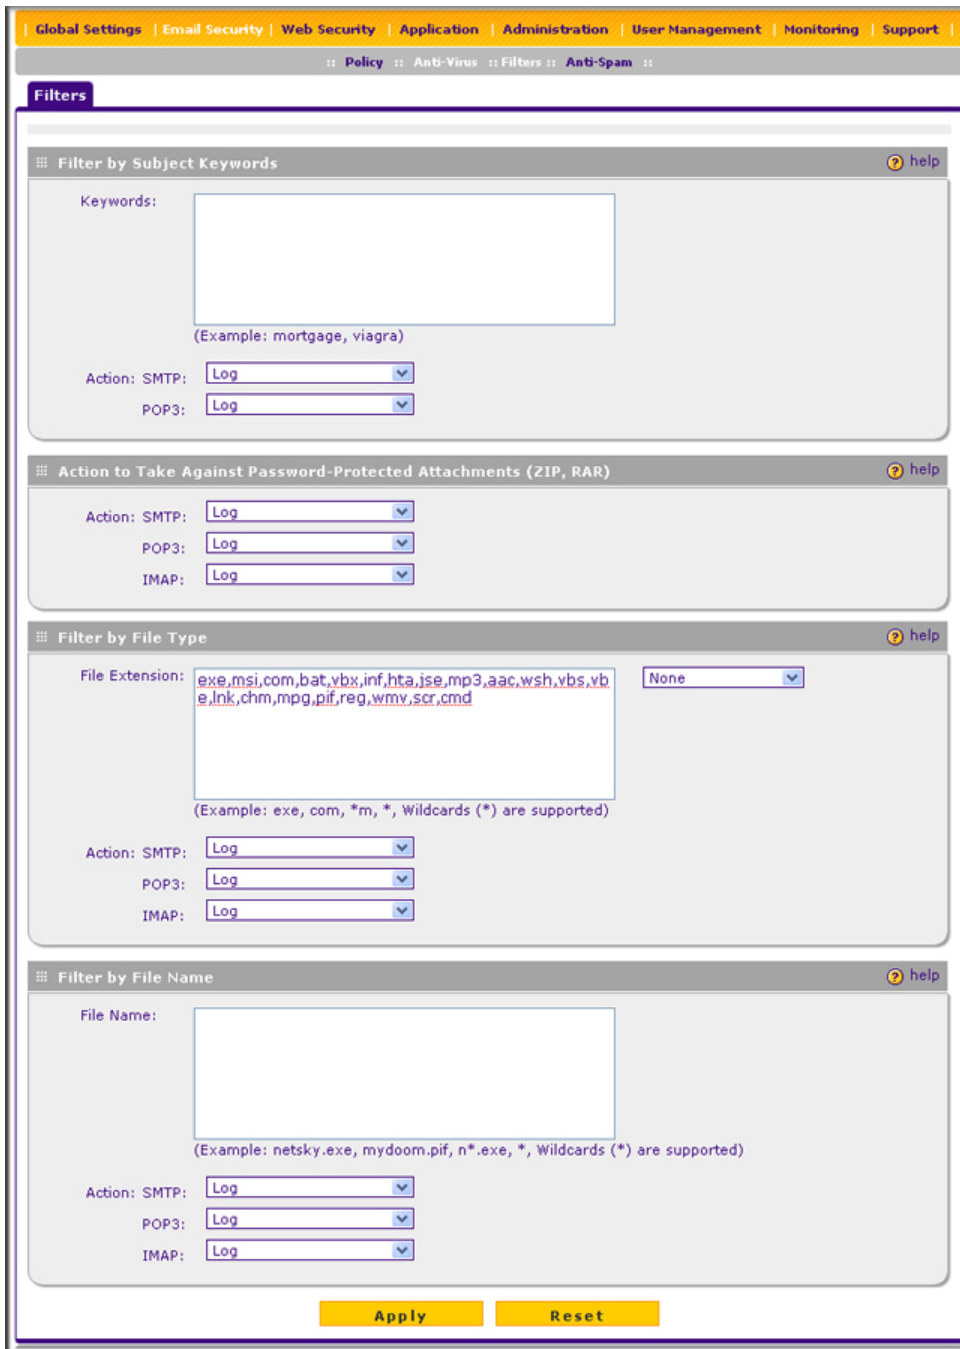 | Global Settings | Email Security | Web Security | Application | Administration | User Management | Monitoring | Support |
:: Policy :: Anti-Virus :: Filters :: Anti-Spam ::
Filters
Filter by Subject Keywords ? help
Keywords:
(Example: mortgage, viagra)
Action: SMTP: Log
POP3: Log
Action to Take Against Password-Protected Attachments (ZIP, RAR) ? help
Action: SMTP: Log
POP3: Log
IMAP: Log
Filter by File Type ? help
File Extension: exe,msi,com,bat,vbx,inf,hta,jse,mp3,aac,wsh,vbs,vb None
e,lnk,chm,mpg,pif,reg,wmv,scr,cmd
(Example: exe, com, *m, *, Wildcards (*) are supported)
Action: SMTP: Log
POP3: Log
IMAP: Log
Filter by File Name ? help
File Name:
(Example: netsky.exe, mydoom.pif, n*.exe, *, Wildcards (*) are supported)
Action: SMTP: Log
POP3: Log
IMAP: Log
Apply Reset